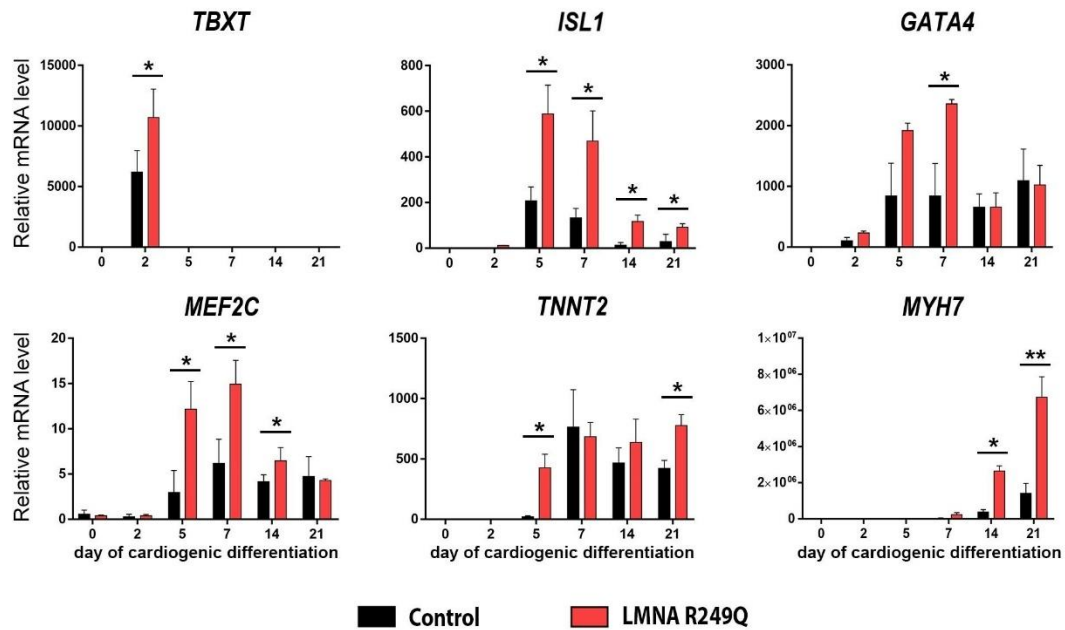 TBXT
ISL1
GATA4
Relative mRNA level
15000
10000
5000
0
0 2 5 7 14 21
*
800
600
400
200
0
0 2 5 7 14 21
* * * *
3000
2000
1000
0
0 2 5 7 14 21
*
MEF2C
TNNT2
MYH7
Relative mRNA level
20
15
10
5
0
0 2 5 7 14 21
* * *
day of cardiogenic differentiation
1500
1000
500
0
0 2 5 7 14 21
* *
day of cardiogenic differentiation
1×10⁰⁷
8×10⁰⁶
6×10⁰⁶
4×10⁰⁶
2×10⁰⁶
0
0 2 5 7 14 21
* **
day of cardiogenic differentiation
Control LMNA R249Q